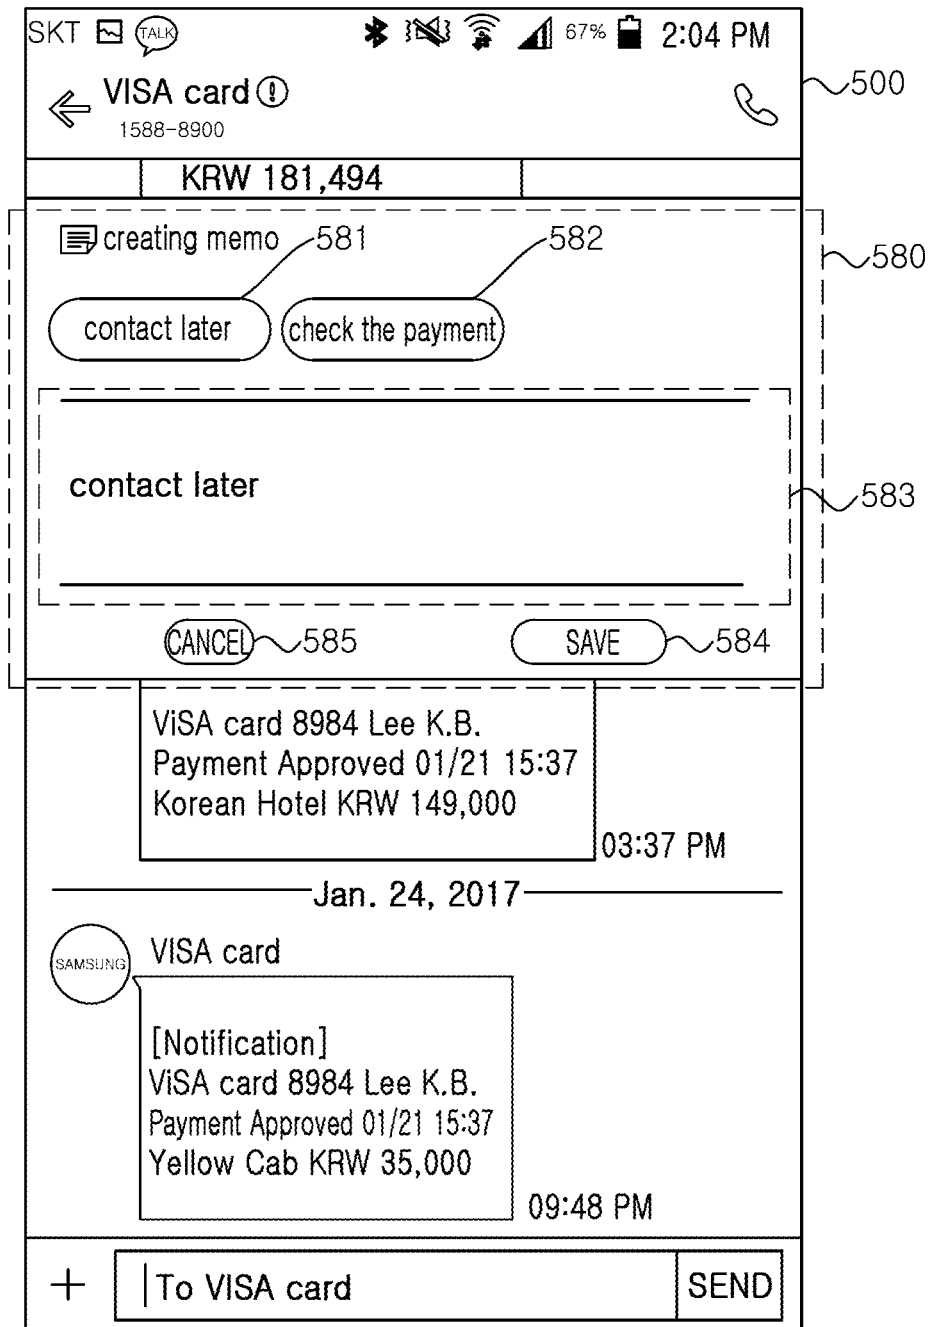 SKT TALK 67% 2:04 PM
VISA card
1588-8900
500
KRW 181,494
creating memo 581 582
580
contact later check the payment
contact later
583
CANCEL 585 SAVE 584
ViSA card 8984 Lee K.B.
Payment Approved 01/21 15:37
Korean Hotel KRW 149,000
03:37 PM
Jan. 24, 2017
SAMSUNG VISA card
[Notification]
ViSA card 8984 Lee K.B.
Payment Approved 01/21 15:37
Yellow Cab KRW 35,000
09:48 PM
+ To VISA card SEND